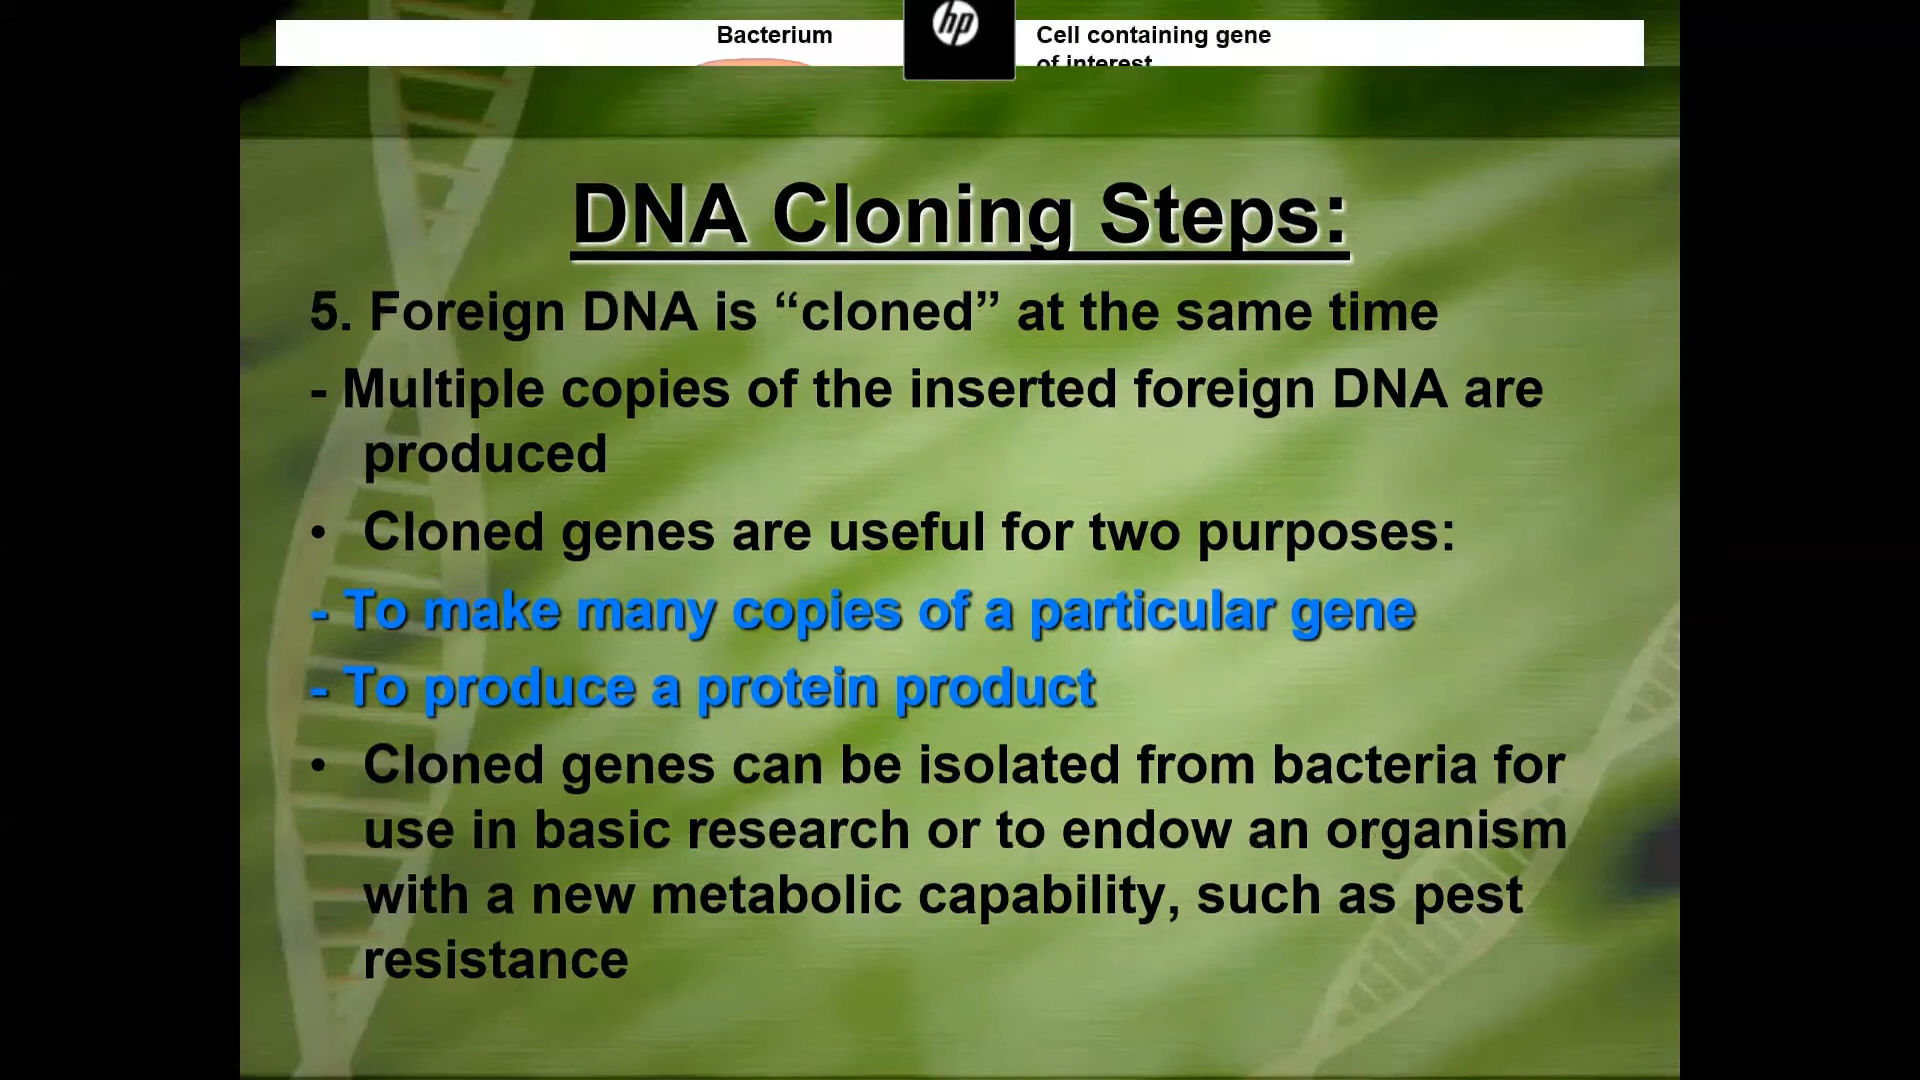 Bacterium
hp
Cell containing gene
of interest
DNA Cloning Steps:
5. Foreign DNA is “cloned” at the same time
- Multiple copies of the inserted foreign DNA are
produced
• Cloned genes are useful for two purposes:
- To make many copies of a particular gene
- To produce a protein product
• Cloned genes can be isolated from bacteria for
use in basic research or to endow an organism
with a new metabolic capability, such as pest
resistance